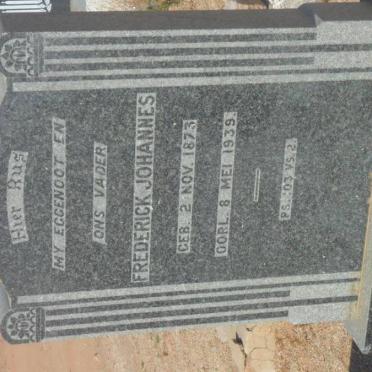 Hier Rus
MY EGGENOOT EN
ONS VADER
FREDERICK JOHANNES
GEB. 2 NOV. 1873
OORL. 8 MEI 1939.
PS. 103 VS. 2.